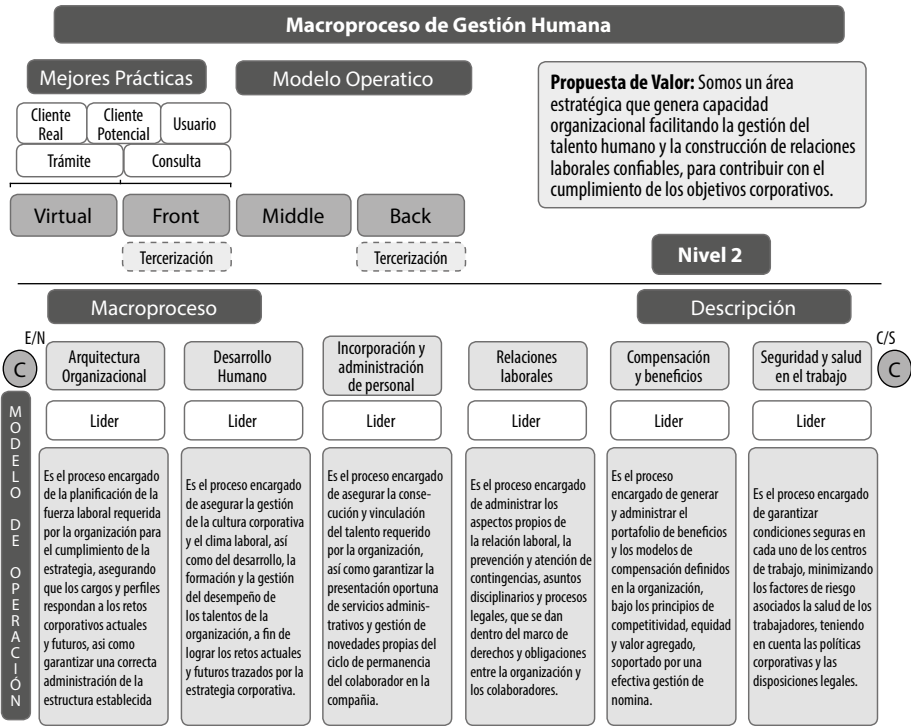 Macroproceso de Gestión Humana
Mejores Prácticas
Modelo Operatico
Propuesta de Valor: Somos un área
estratégica que genera capacidad
organizacional facilitando la gestión del
talento humano y la construcción de relaciones
laborales confiables, para contribuir con el
cumplimiento de los objetivos corporativos.
Cliente
Real
Cliente
Potencial
Usuario
Trámite
Consulta
Virtual
Front
Middle
Back
Tercerización
Tercerización
Nivel 2
Macroproceso
Descripción
E/N
C
C/S
C
Arquitectura
Organizacional
Desarrollo
Humano
Incorporación y
administración
de personal
Relaciones
laborales
Compensación
y beneficios
Seguridad y salud
en el trabajo
MODELO DE OPERACIÓN
Lider
Lider
Lider
Lider
Lider
Lider
Es el proceso encargado
de la planificación de la
fuerza laboral requerida
por la organización para
el cumplimiento de la
estrategia, asegurando
que los cargos y perfiles
respondan a los retos
corporativos actuales
y futuros, asi como
garantizar una correcta
administración de la
estructura establecida
Es el proceso encargado
de asegurar la gestión
de la cultura corporativa
y el clima laboral, así
como del desarrollo, la
formación y la gestión
del desempeño de
los talentos de la
organización, a fin de
lograr los retos actuales
y futuros trazados por la
estrategia corporativa.
Es el proceso encargado
de asegurar la conse-
cución y vinculación
del talento requerido
por la organización,
así como garantizar la
presentación oportuna
de servicios adminis-
trativos y gestión de
novedades propias del
ciclo de permanencia
del colaborador en la
compañia.
Es el proceso encargado
de administrar los
aspectos propios de
la relación laboral, la
prevención y atención de
contingencias, asuntos
disciplinarios y procesos
legales, que se dan
dentro del marco de
derechos y obligaciones
entre la organización y
los colaboradores.
Es el proceso
encargado de generar
y administrar el
portafolio de beneficios
y los modelos de
compensación definidos
en la organización,
bajo los principios de
competitividad, equidad
y valor agregado,
soportado por una
efectiva gestión de
nomina.
Es el proceso encargado
de garantizar
condiciones seguras en
cada uno de los centros
de trabajo, minimizando
los factores de riesgo
asociados la salud de los
trabajadores, teniendo
en cuenta las políticas
corporativas y las
disposiciones legales.